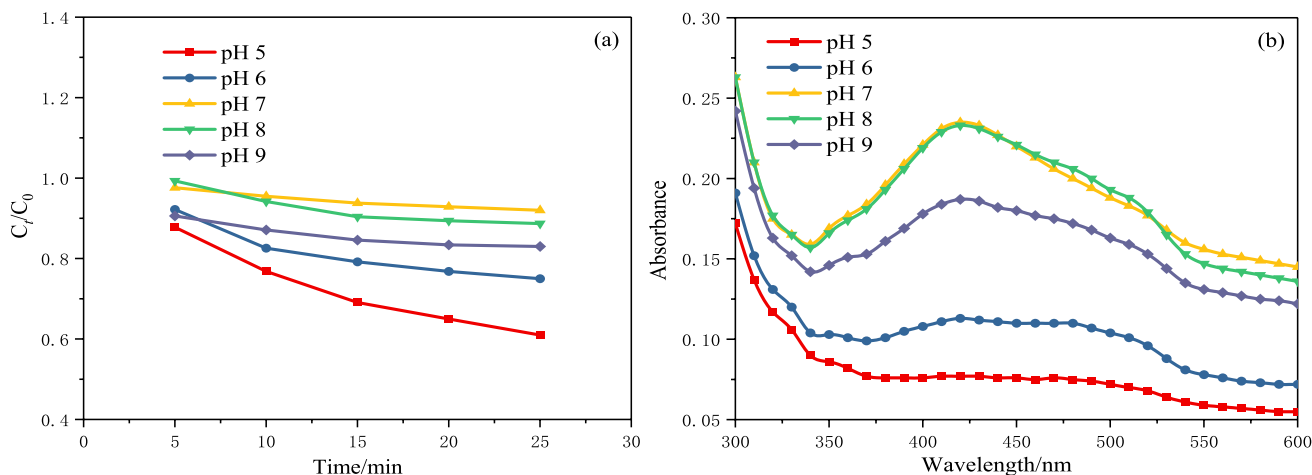 (a)
pH 5
pH 6
pH 7
pH 8
pH 9
1.4
1.2
1.0
0.8
0.6
0.4
Cₜ/C₀
0
5
10
15
20
25
30
Time/min
(b)
pH 5
pH 6
pH 7
pH 8
pH 9
0.30
0.25
0.20
0.15
0.10
0.05
Absorbance
300
350
400
450
500
550
600
Wavelength/nm